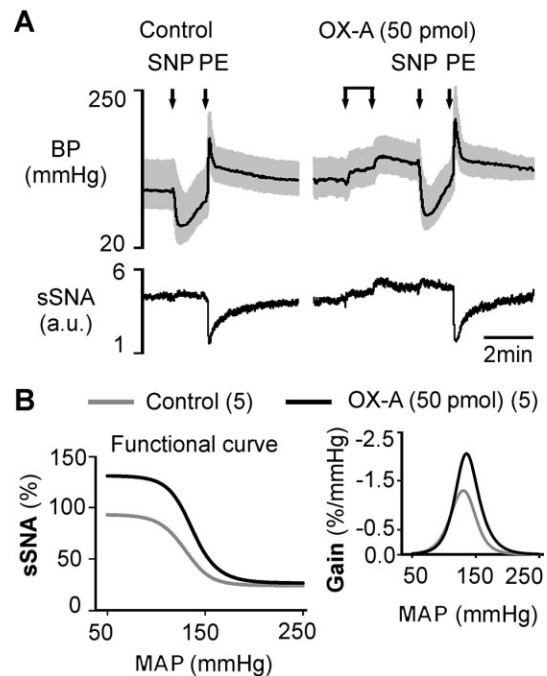 A
Control
OX-A (50 pmol)
SNP PE
SNP PE
250
BP
(mmHg)
20
6
sSNA
(a.u.)
1
2min
B
Control (5)
OX-A (50 pmol) (5)
Functional curve
150
100
50
0
sSNA (%)
50
150
250
MAP (mmHg)
-2.5
-1.5
-0.5
0.0
Gain (%/mmHg)
50
150
250
MAP (mmHg)